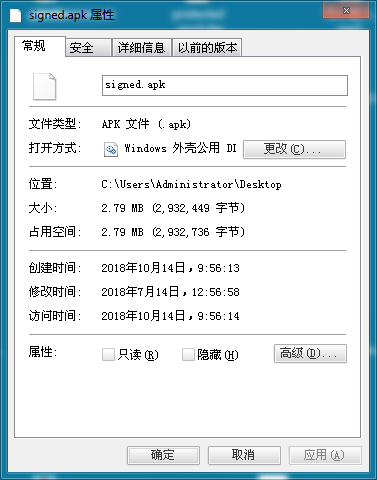 signed.apk 属性
常规 安全 详细信息 以前的版本
signed.apk
文件类型: APK 文件 (.apk)
打开方式: Windows 外壳公用 DI 更改(C)...
位置: C:\Users\Administrator\Desktop
大小: 2.79 MB (2,932,449 字节)
占用空间: 2.79 MB (2,932,736 字节)
创建时间: 2018年10月14日,9:56:13
修改时间: 2018年7月14日,12:56:58
访问时间: 2018年10月14日,9:56:14
属性: 只读(R) 隐藏(H) 高级(D)...
确定 取消 应用(A)